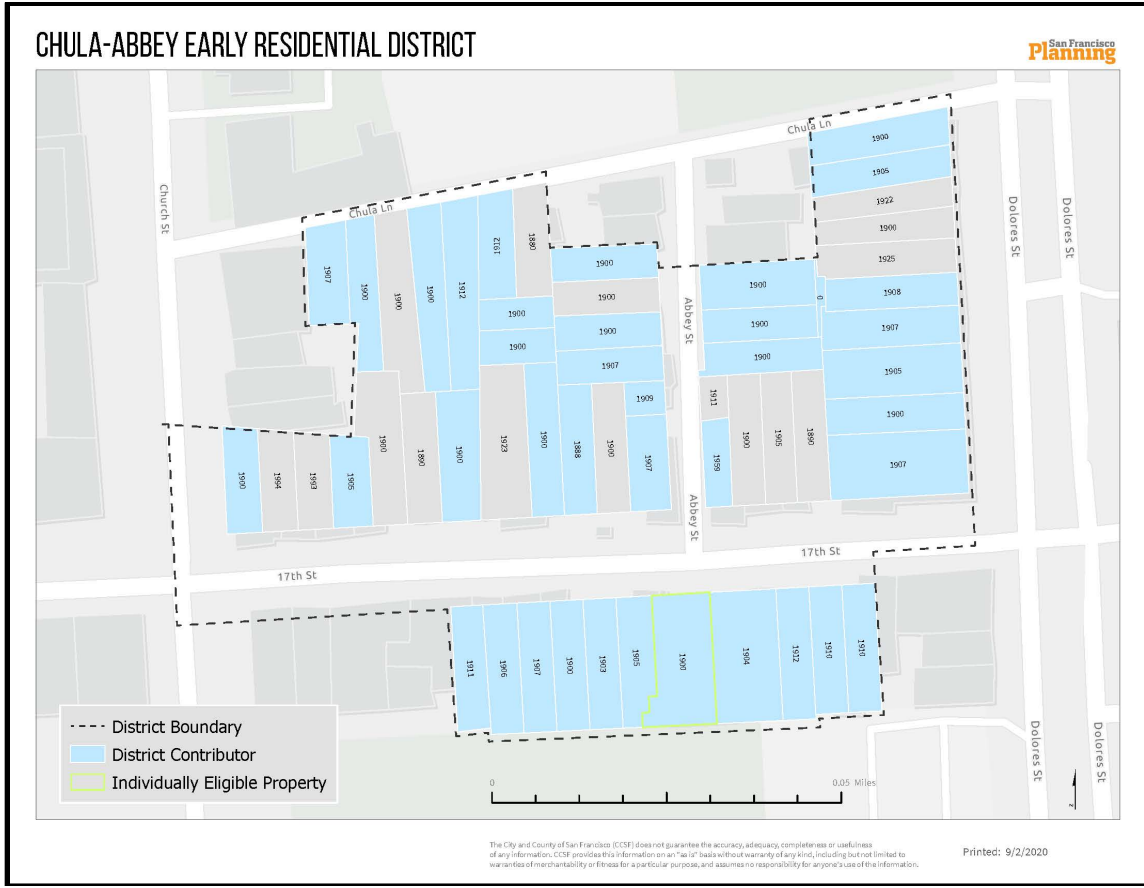 CHULA-ABBEY EARLY RESIDENTIAL DISTRICT
San Francisco
Planning
Chula Ln
1900
1905
1922
1900
1925
1908
1907
1905
1900
1907
Church St
Chula Ln
Dolores St
Dolores St
1907
1900
1900
1900
1912
1912
1880
1900
1900
1900
1900
1900
1907
1909
1907
Abbey St
1900
1900
1900
0
1911
1959
1900
1905
1890
1900
1994
1993
1905
1900
1890
1900
1923
1900
1888
1900
Abbey St
17th St
17th St
1911
1906
1907
1900
1903
1905
1900
1904
1912
1910
1910
Dolores St
Dolores St
District Boundary
District Contributor
Individually Eligible Property
0
0.05 Miles
z
The City and County of San Francisco (CCSF) does not guarantee the accuracy, adequacy, completeness or usefulness
of any information. CCSF provides this information on an "as is" basis without warranty of any kind, including but not limited to
warranties of merchantability or fitness for a particular purpose, and assumes no responsibility for anyone's use of the information.
Printed: 9/2/2020